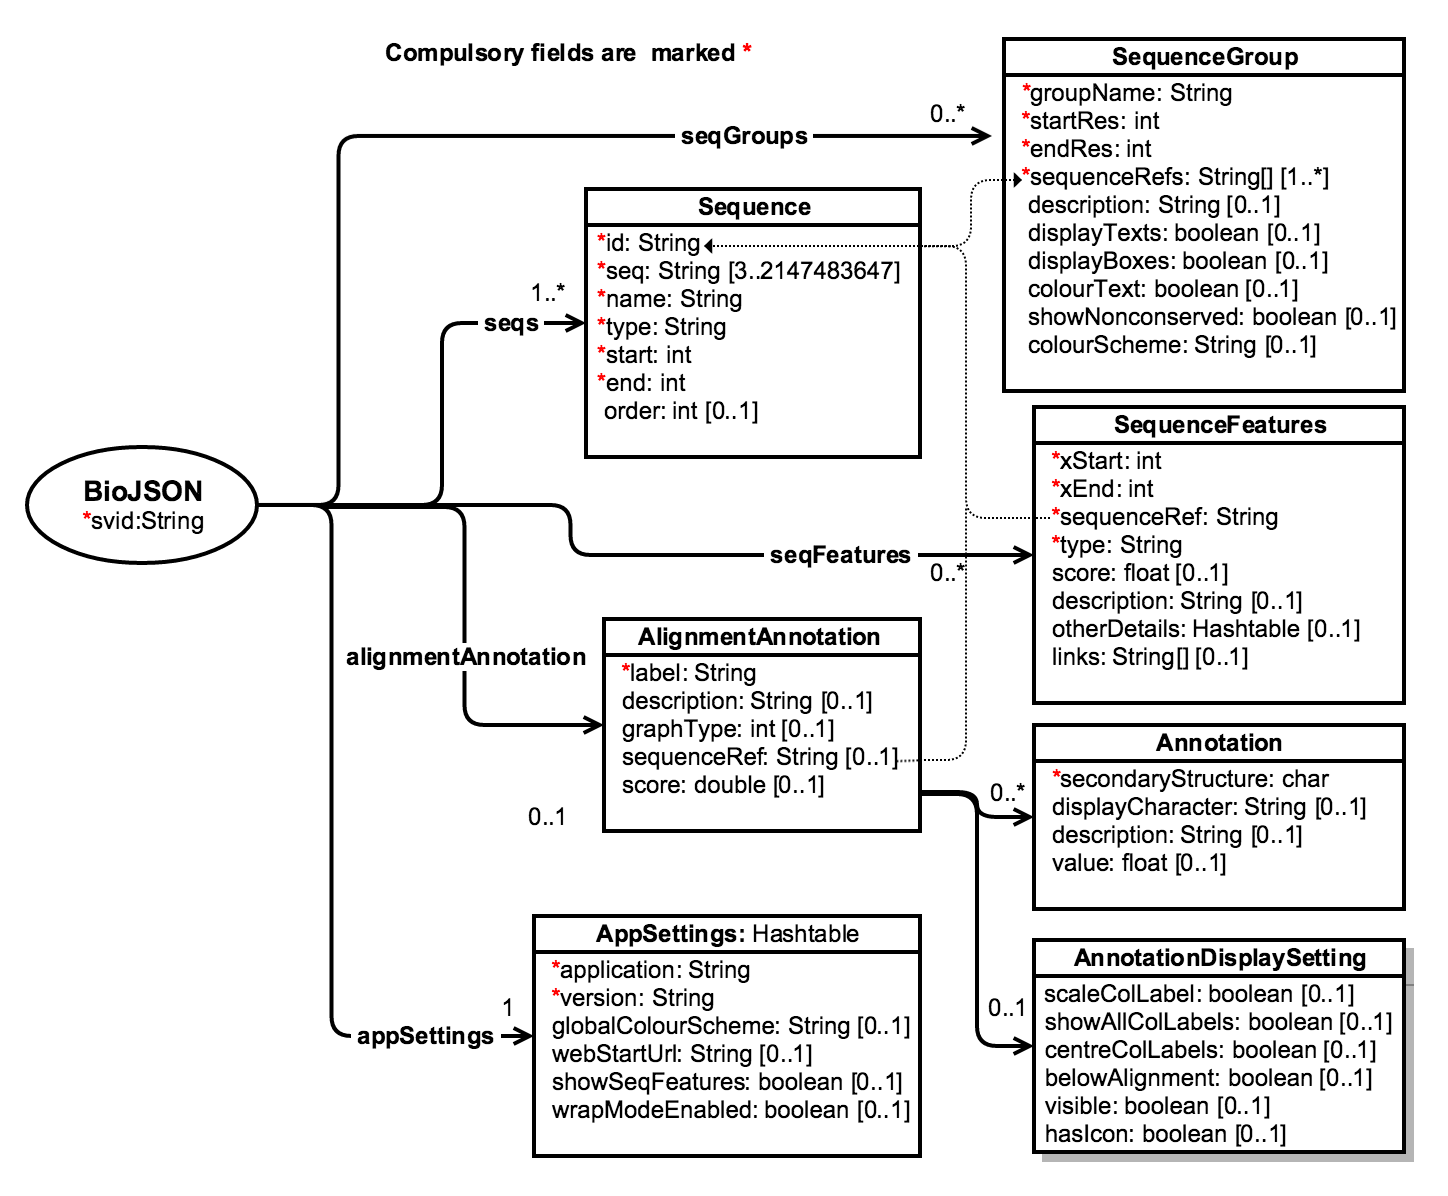 Compulsory fields are marked *
SequenceGroup
*groupName: String
*startRes: int
*endRes: int
*sequenceRefs: String[] [1..*]
description: String [0..1]
displayTexts: boolean [0..1]
displayBoxes: boolean [0..1]
colourText: boolean [0..1]
showNonconserved: boolean [0..1]
colourScheme: String [0..1]
0..*
seqGroups
Sequence
*id: String
*seq: String [3..2147483647]
*name: String
*type: String
*start: int
*end: int
order: int [0..1]
1..*
seqs
BioJSON
*svid:String
SequenceFeatures
*xStart: int
*xEnd: int
*sequenceRef: String
*type: String
score: float [0..1]
description: String [0..1]
otherDetails: Hashtable [0..1]
links: String[] [0..1]
seqFeatures
0..*
AlignmentAnnotation
*label: String
description: String [0..1]
graphType: int [0..1]
sequenceRef: String [0..1]
score: double [0..1]
alignmentAnnotation
0..1
Annotation
*secondaryStructure: char
displayCharacter: String [0..1]
description: String [0..1]
value: float [0..1]
0..*
AppSettings: Hashtable
*application: String
*version: String
globalColourScheme: String [0..1]
webStartUrl: String [0..1]
showSeqFeatures: boolean [0..1]
wrapModeEnabled: boolean [0..1]
1
appSettings
AnnotationDisplaySetting
scaleColLabel: boolean [0..1]
showAllColLabels: boolean [0..1]
centreColLabels: boolean [0..1]
belowAlignment: boolean [0..1]
visible: boolean [0..1]
hasIcon: boolean [0..1]
0..1